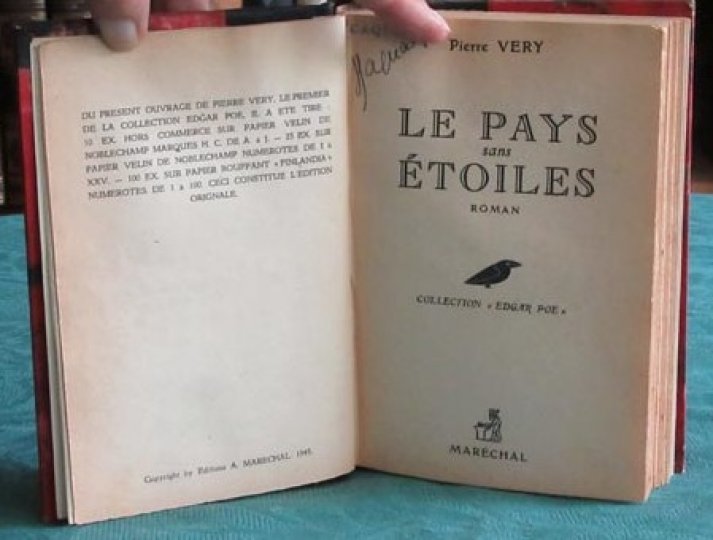 DU PRESENT OUVRAGE DE PIERRE VERY, LE PREMIER
DE LA COLLECTION EDGAR POE, IL A ETE TIRE :
10 EX. HORS COMMERCE SUR PAPIER VELIN DE
NOBLECHAMP MARQUES H. C. DE A à J. — 25 EX. SUR
PAPIER VELIN DE NOBLECHAMP NUMEROTES DE I à
XXV. — 100 EX. SUR PAPIER BOUFFANT « FINLANDIA »
NUMEROTES DE 1 à 100. CECI CONSTITUE L'EDITION
ORIGNALE.
Copyright by Editions A. MARECHAL. 1945.
Pierre VERY
LE PAYS
sans
ÉTOILES
ROMAN
COLLECTION « EDGAR POE »
MARÉCHAL